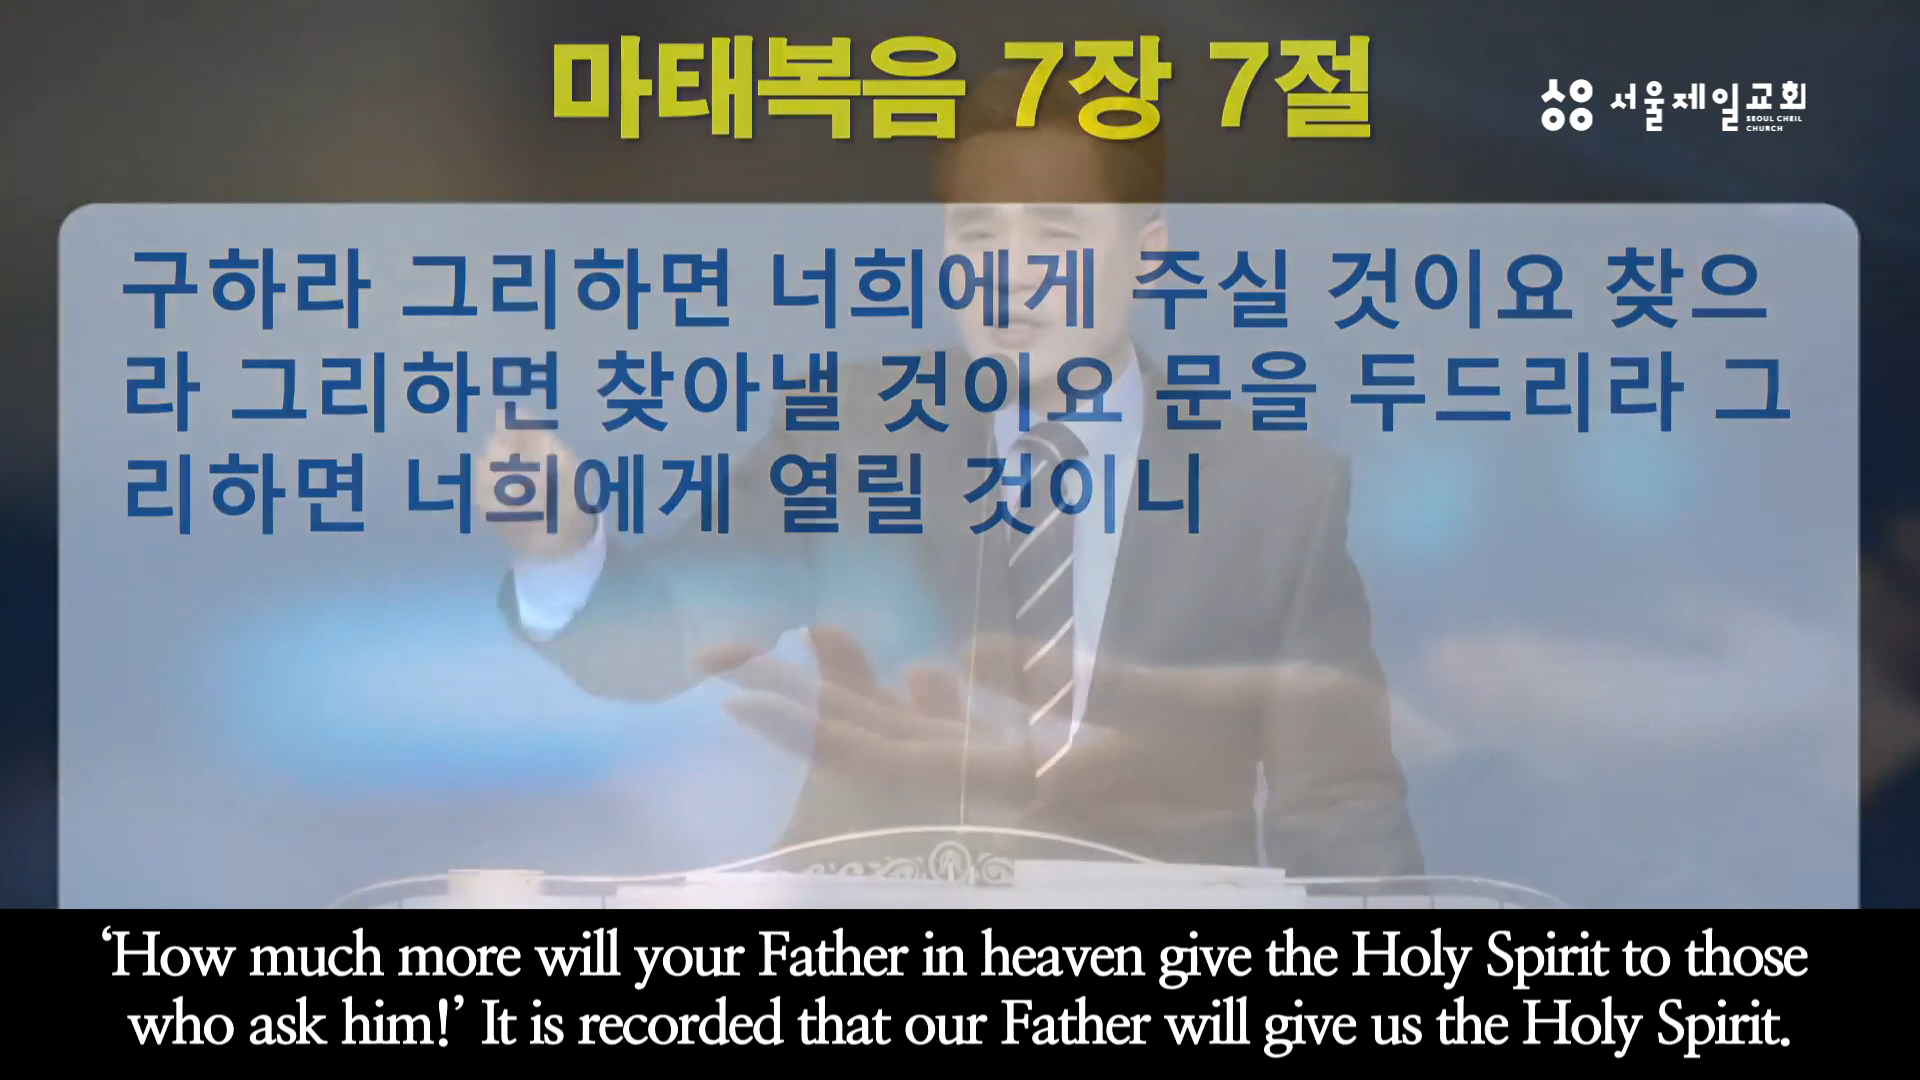 마태복음 7장 7절
서울제일교회
SEOUL CHEIL
CHURCH
구하라 그리하면 너희에게 주실 것이요 찾으
라 그리하면 찾아낼 것이요 문을 두드리라 그
리하면 너희에게 열릴 것이니
‘How much more will your Father in heaven give the Holy Spirit to those
who ask him!’ It is recorded that our Father will give us the Holy Spirit.